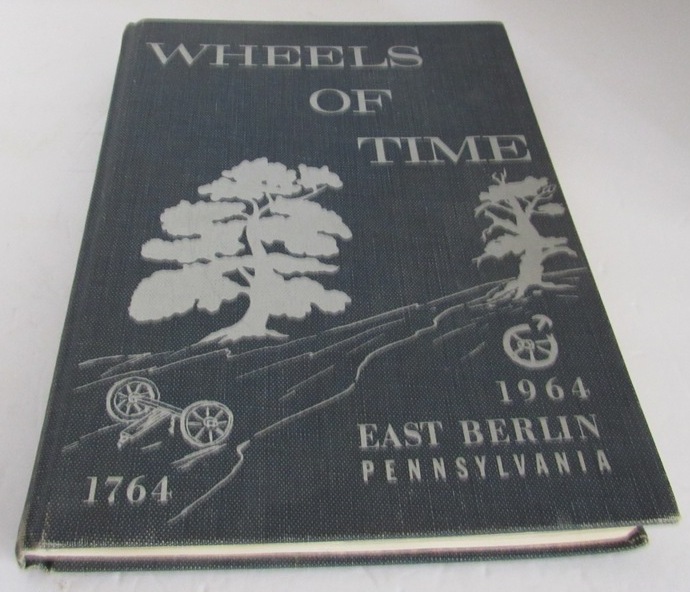 WHEELS
OF
TIME
1964
EAST BERLIN
PENNSYLVANIA
1764